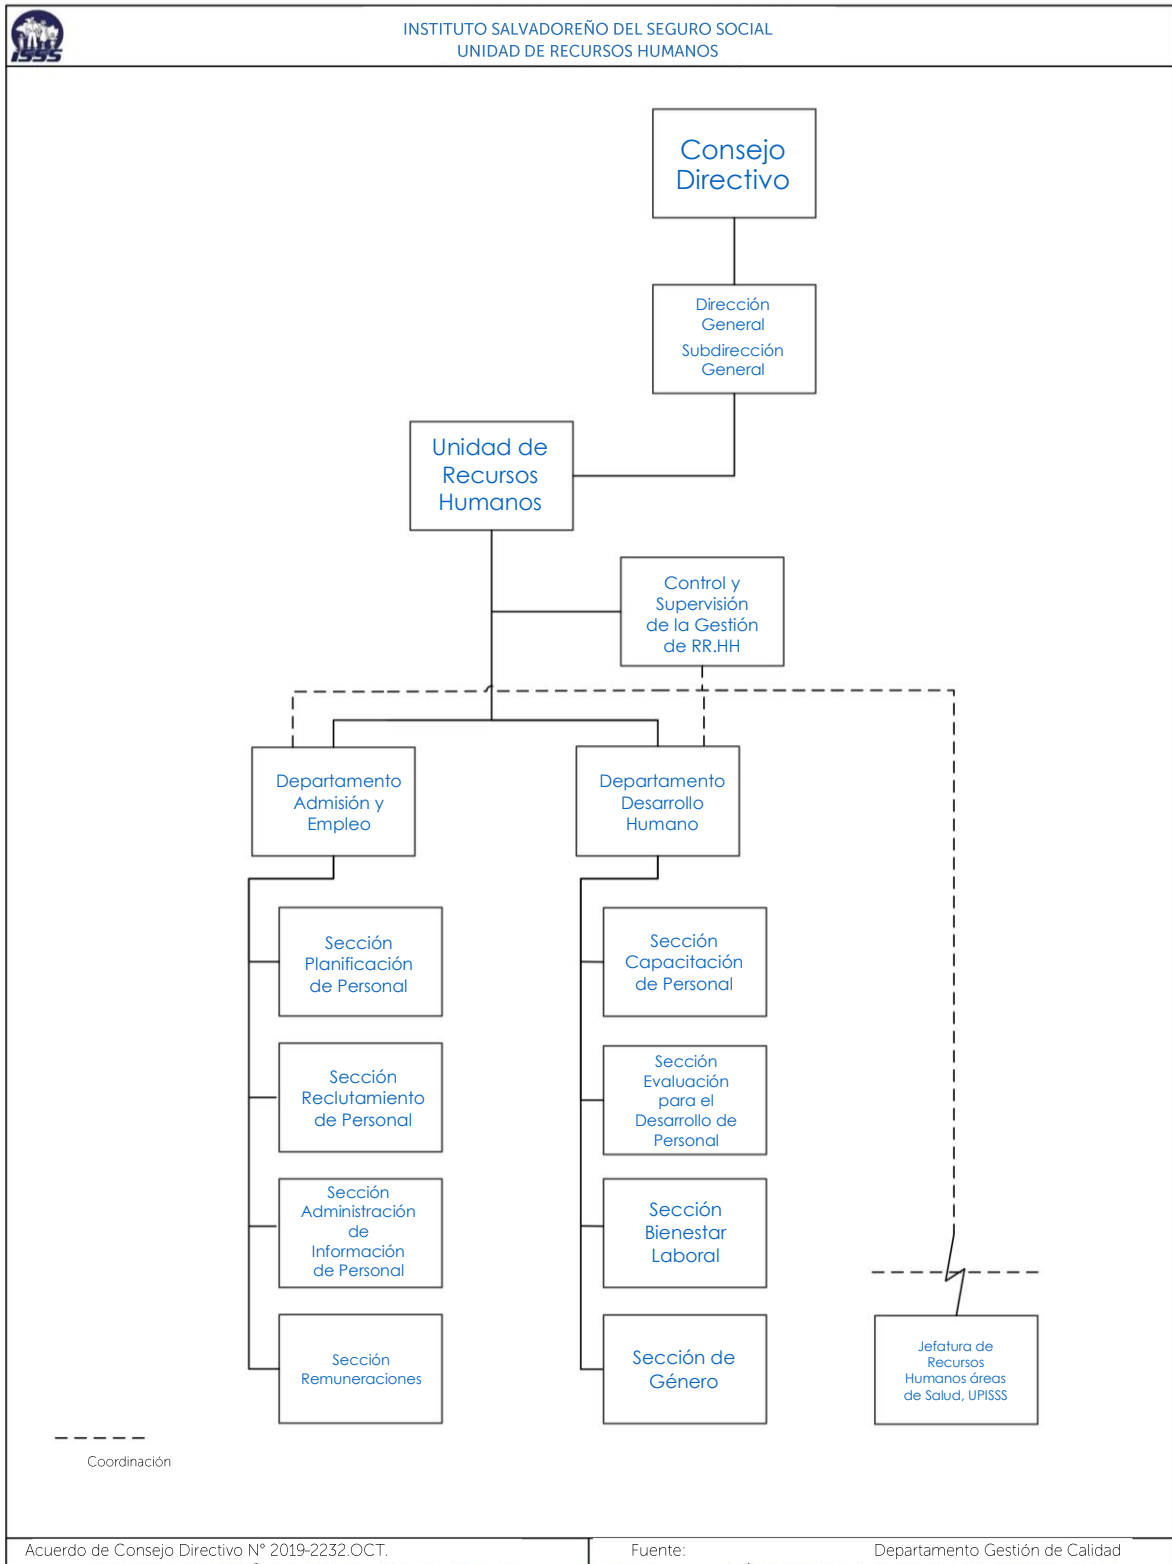 ISSS
INSTITUTO SALVADOREÑO DEL SEGURO SOCIAL
UNIDAD DE RECURSOS HUMANOS
Consejo
Directivo
Dirección
General
Subdirección
General
Unidad de
Recursos
Humanos
Control y
Supervisión
de la Gestión
de RR.HH
Departamento
Admisión y
Empleo
Departamento
Desarrollo
Humano
Sección
Planificación
de Personal
Sección
Capacitación
de Personal
Sección
Reclutamiento
de Personal
Sección
Evaluación
para el
Desarrollo de
Personal
Sección
Administración
de
Información
de Personal
Sección
Bienestar
Laboral
Sección
Remuneraciones
Sección de
Género
Jefatura de
Recursos
Humanos áreas
de Salud, UPISSS
Coordinación
Acuerdo de Consejo Directivo N° 2019-2232.OCT.
Fuente: Departamento Gestión de Calidad